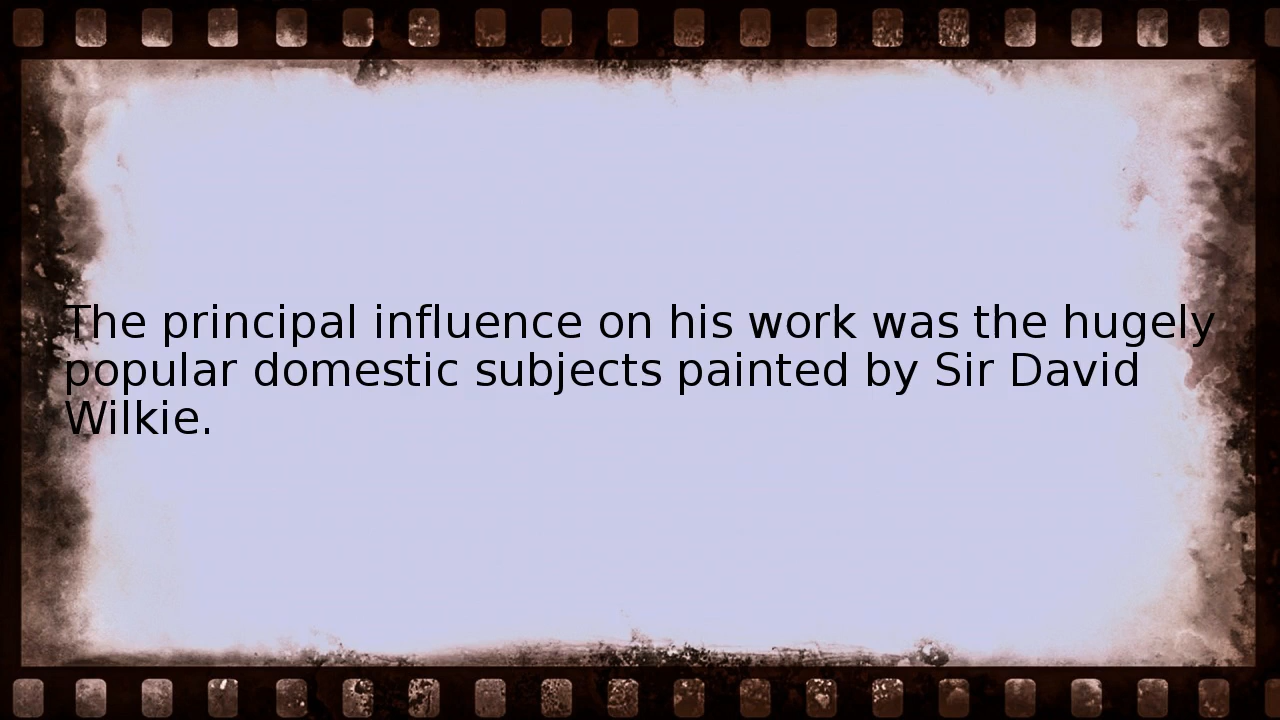 The principal influence on his work was the hugely
popular domestic subjects painted by Sir David
Wilkie.